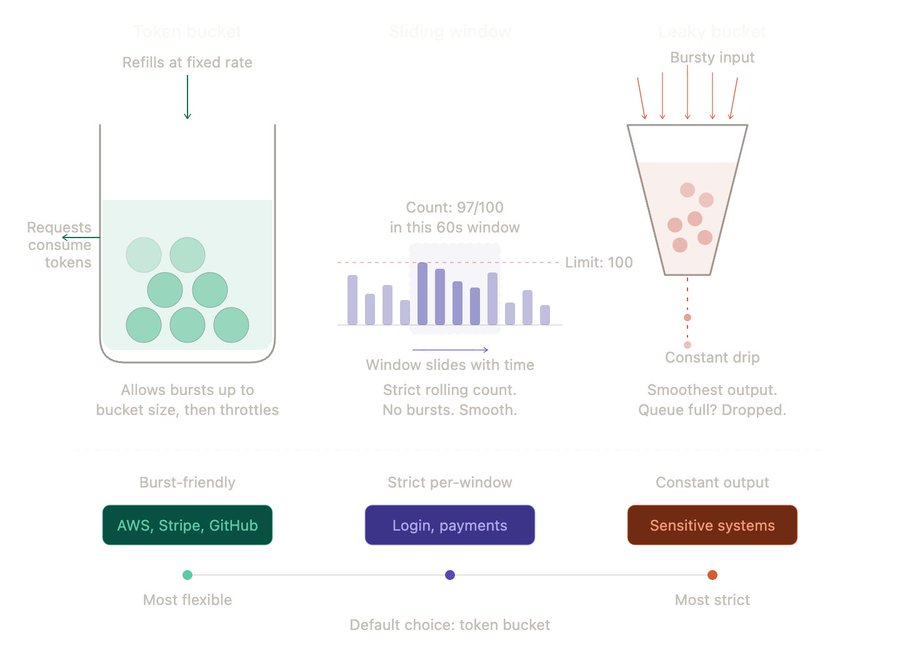 Token bucket
Sliding window
Leaky bucket
Refills at fixed rate
Bursty input
Requests
consume
tokens
Count: 97/100
in this 60s window
Limit: 100
Window slides with time
Constant drip
Allows bursts up to
bucket size, then throttles
Strict rolling count.
No bursts. Smooth.
Smoothest output.
Queue full? Dropped.
Burst-friendly
Strict per-window
Constant output
AWS, Stripe, GitHub
Login, payments
Sensitive systems
Most flexible
Most strict
Default choice: token bucket